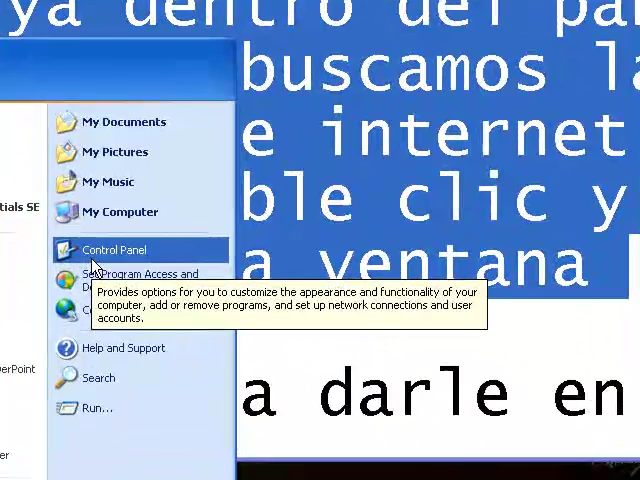 ya dentro del pa
buscamos la
e internet
ble clic y
a ventana
a darle en
My Documents
My Pictures
My Music
tials SE
My Computer
Control Panel
Set Program Access and
Provides options for you to customize the appearance and functionality of your
computer, add or remove programs, and set up network connections and user
accounts.
Help and Support
erPoint
Search
Run...
er